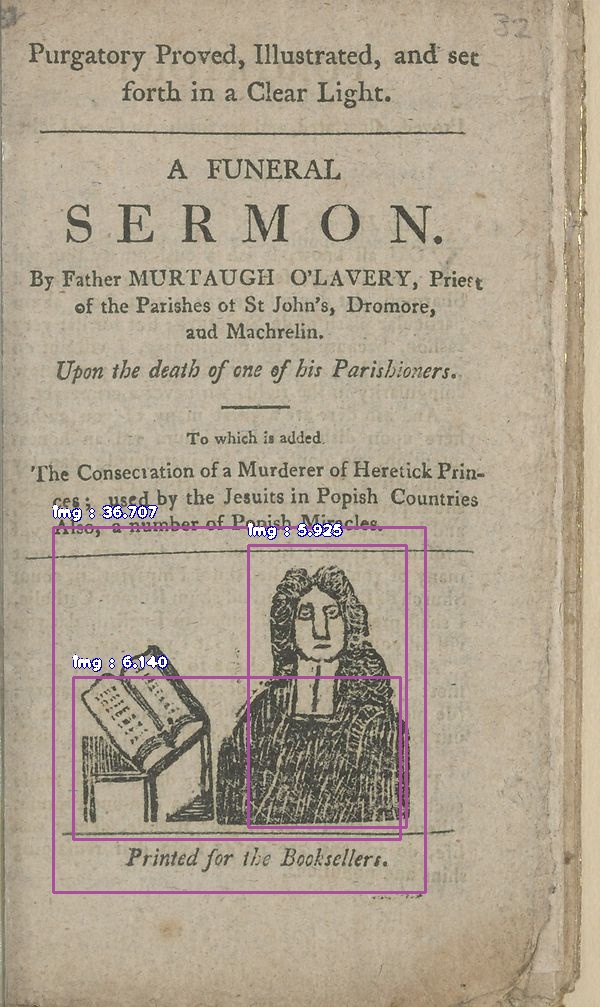 32
Purgatory Proved, Illustrated, and set
forth in a Clear Light.
A FUNERAL
SERMON.
By Father MURTAUGH O'LAVERY, Priest
of the Parishes of St John's, Dromore,
aud Machrelin.
Upon the death of one of his Parishioners.
To which is added.
The Consecration of a Murderer of Heretick Prin-
ces; used by the Jesuits in Popish Countries
Also, a number of Popish Miracles.
img : 36.707
img : 5.925
img : 6.140
Printed for the Booksellers.